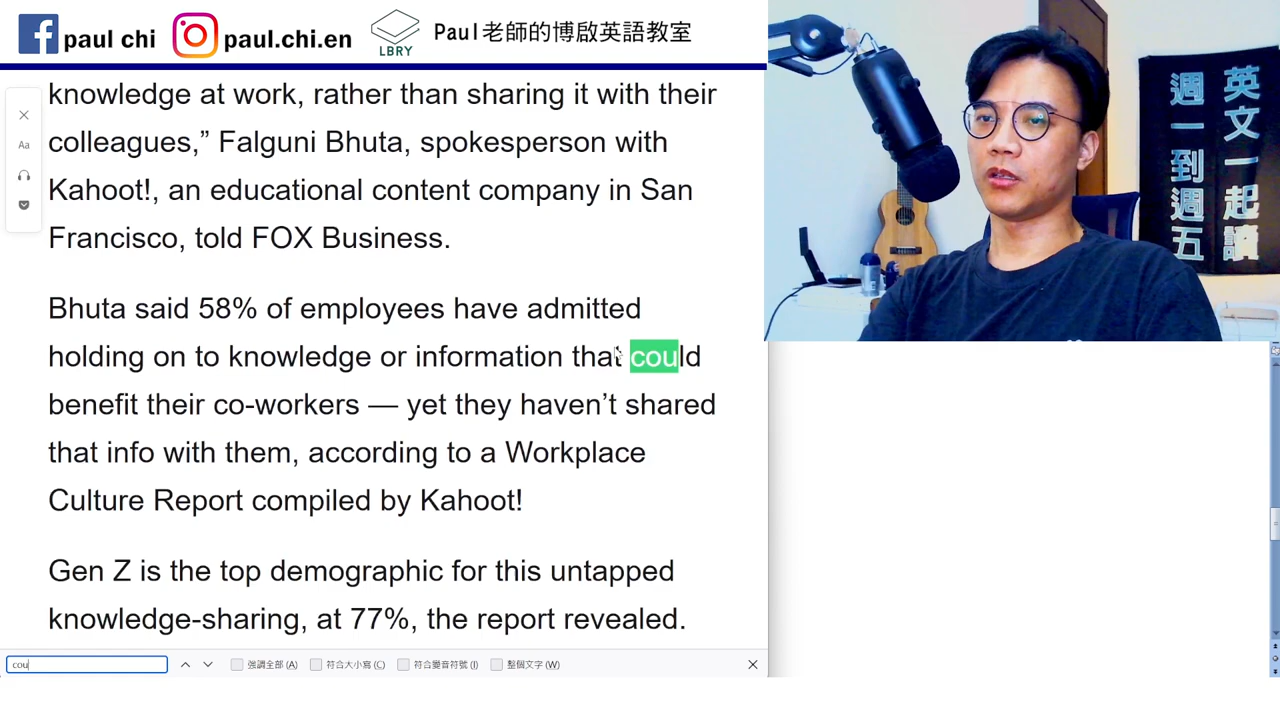 paul chi
paul.chi.en
LBRY
Paul老師的博啟英語教室
knowledge at work, rather than sharing it with their
colleagues,” Falguni Bhuta, spokesperson with
Kahoot!, an educational content company in San
Francisco, told FOX Business.
Bhuta said 58% of employees have admitted
holding on to knowledge or information that could
benefit their co-workers — yet they haven’t shared
that info with them, according to a Workplace
Culture Report compiled by Kahoot!
Gen Z is the top demographic for this untapped
knowledge-sharing, at 77%, the report revealed.
Aa
cou
強調全部 (A)
符合大小寫 (C)
符合變音符號 (I)
整個文字 (W)
英文一起讀
週一到週五